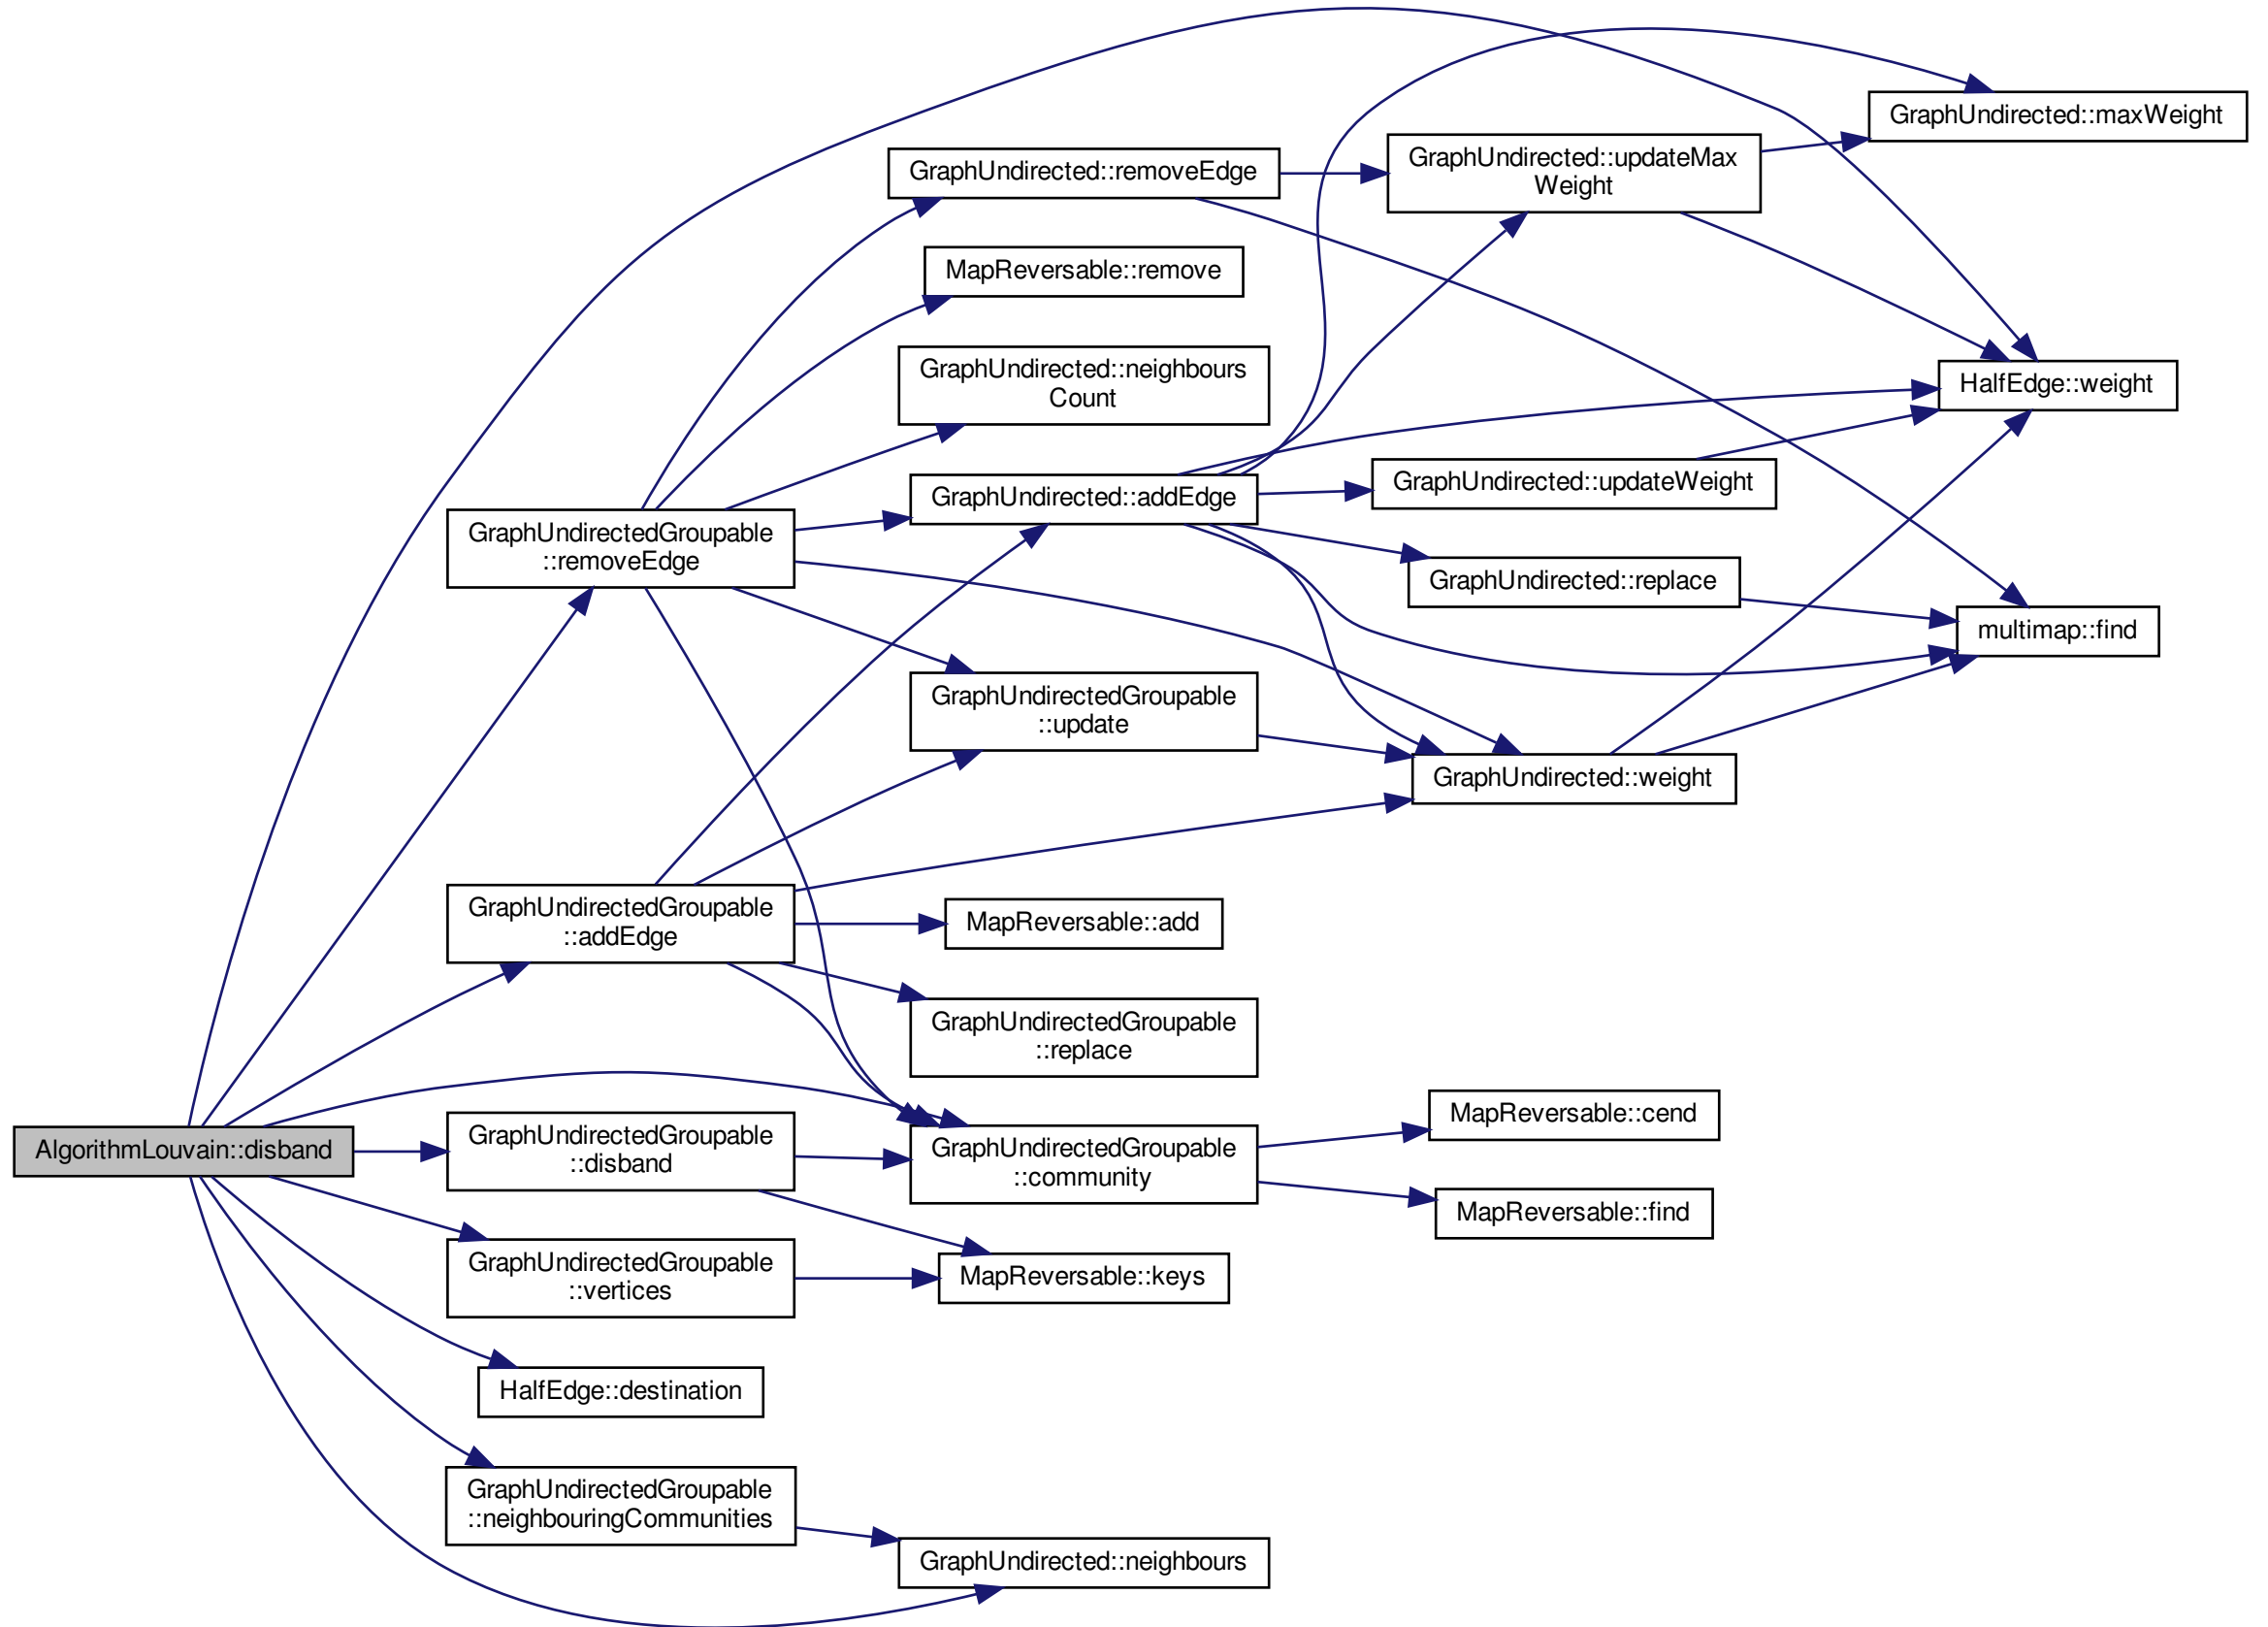 GraphUndirected::maxWeight
GraphUndirected::updateMax
Weight
GraphUndirected::removeEdge
MapReversable::remove
GraphUndirected::neighbours
Count
HalfEdge::weight
GraphUndirected::addEdge
GraphUndirected::updateWeight
GraphUndirectedGroupable
::removeEdge
GraphUndirected::replace
multimap::find
GraphUndirectedGroupable
::update
GraphUndirected::weight
GraphUndirectedGroupable
::addEdge
MapReversable::add
GraphUndirectedGroupable
::replace
AlgorithmLouvain::disband
GraphUndirectedGroupable
::disband
GraphUndirectedGroupable
::community
MapReversable::cend
MapReversable::find
GraphUndirectedGroupable
::vertices
MapReversable::keys
HalfEdge::destination
GraphUndirectedGroupable
::neighbouringCommunities
GraphUndirected::neighbours